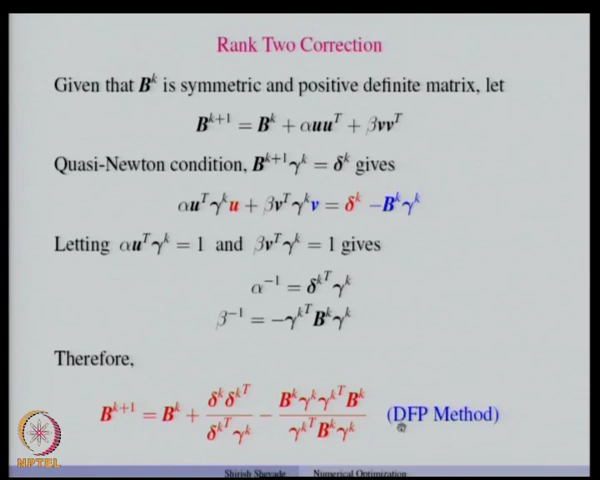 Rank Two Correction
Given that B^k is symmetric and positive definite matrix, let
B^{k+1} = B^k + αuu^T + βvv^T
Quasi-Newton condition, B^{k+1}γ^k = δ^k gives
αu^Tγ^k u + βv^Tγ^k v = δ^k −B^kγ^k
Letting αu^Tγ^k = 1 and βv^Tγ^k = 1 gives
α^{−1} = δ^{k^T}γ^k
β^{−1} = −γ^{k^T}B^kγ^k
Therefore,
B^{k+1} = B^k + \frac{δ^kδ^{k^T}}{δ^{k^T}γ^k} − \frac{B^kγ^kγ^{k^T}B^k}{γ^{k^T}B^kγ^k} (DFP Method)
NPTEL
Shirish Shevade Numerical Optimization